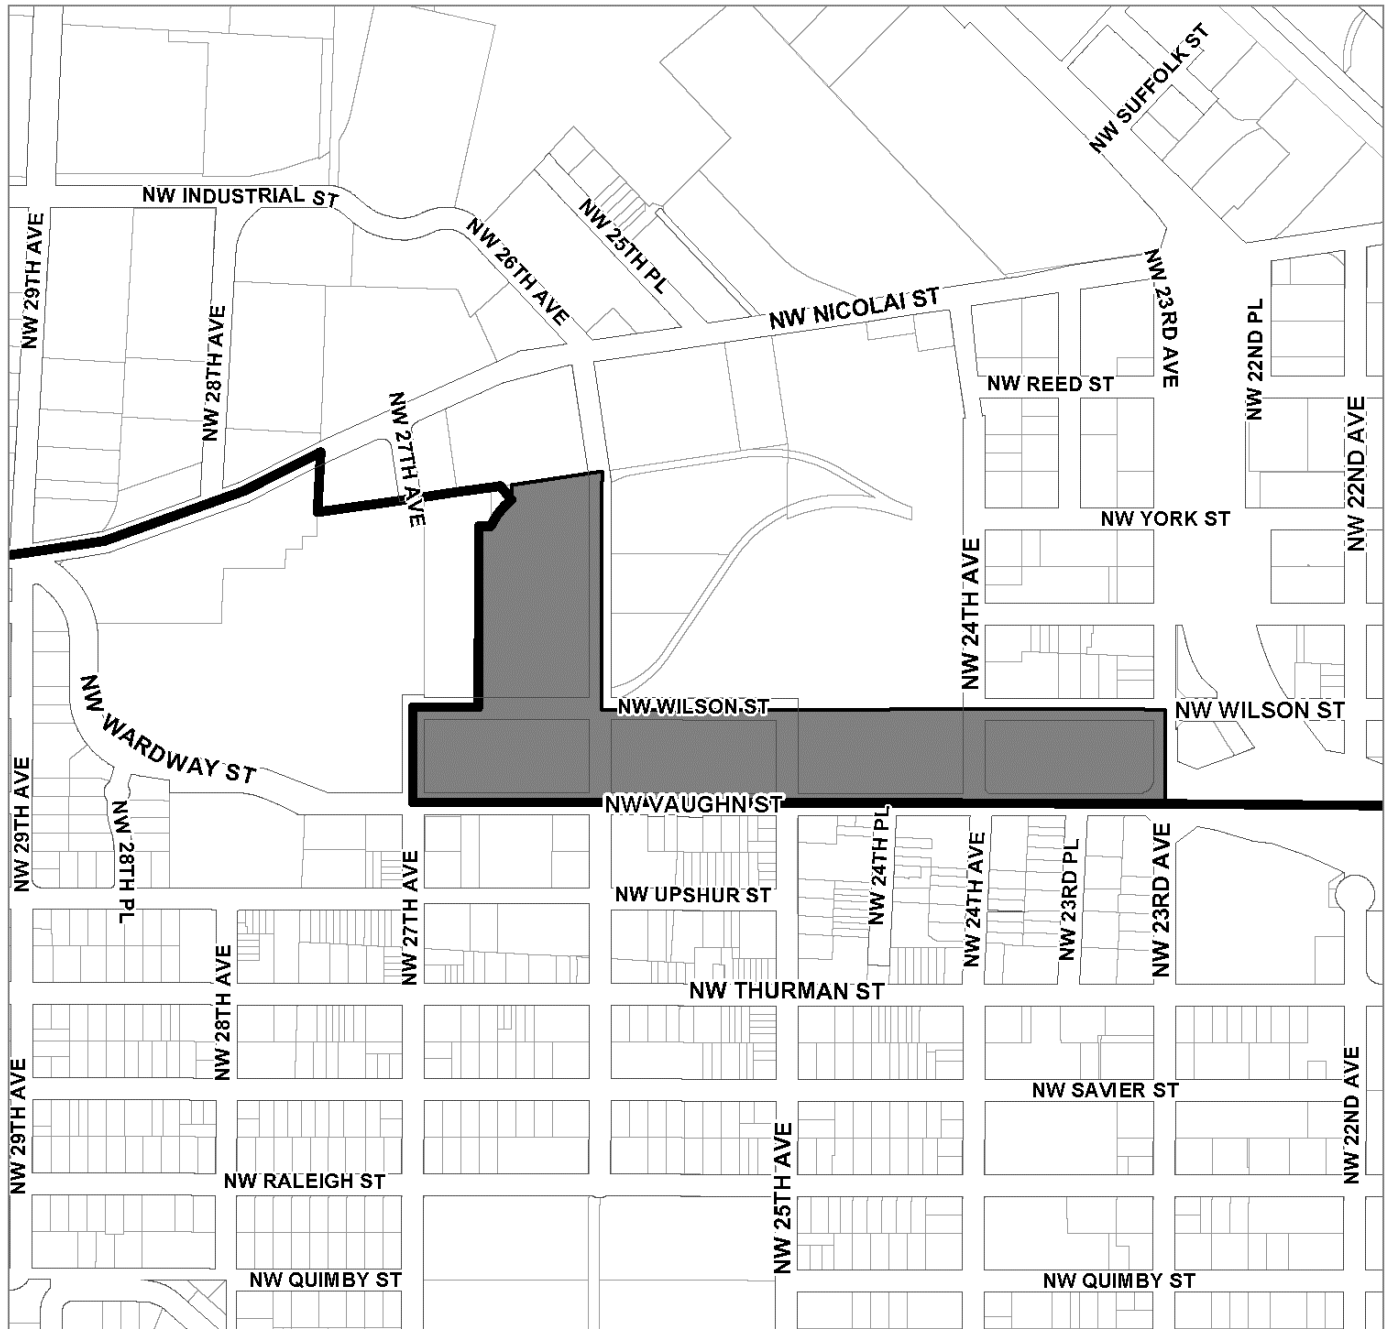 NW SUFFOLK ST
NW INDUSTRIAL ST
NW 29TH AVE
NW 26TH AVE
NW 25TH PL
NW 28TH AVE
NW NICOLAI ST
NW 23RD AVE
NW 22ND PL
NW REED ST
NW 27TH AVE
NW 22ND AVE
NW YORK ST
NW 24TH AVE
NW WARDWAY ST
NW WILSON ST
NW WILSON ST
NW 29TH AVE
NW VAUGHN ST
NW 28TH PL
NW 24TH PL
NW 24TH AVE
NW 23RD PL
NW 23RD AVE
NW 27TH AVE
NW UPSHUR ST
NW 28TH AVE
NW THURMAN ST
NW 29TH AVE
NW SAVIER ST
NW 22ND AVE
NW 25TH AVE
NW RALEIGH ST
NW QUIMBY ST
NW QUIMBY ST